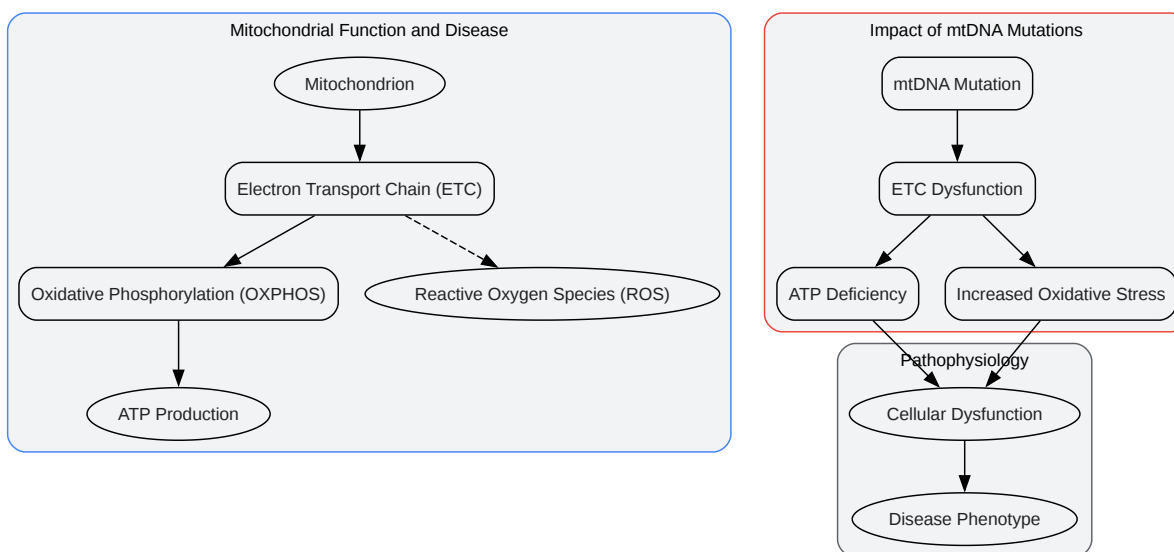 Mitochondrial Function and Disease
Mitochondrion
Electron Transport Chain (ETC)
Oxidative Phosphorylation (OXPHOS)
Reactive Oxygen Species (ROS)
ATP Production
Impact of mtDNA Mutations
mtDNA Mutation
ETC Dysfunction
ATP Deficiency
Increased Oxidative Stress
Pathophysiology
Cellular Dysfunction
Disease Phenotype